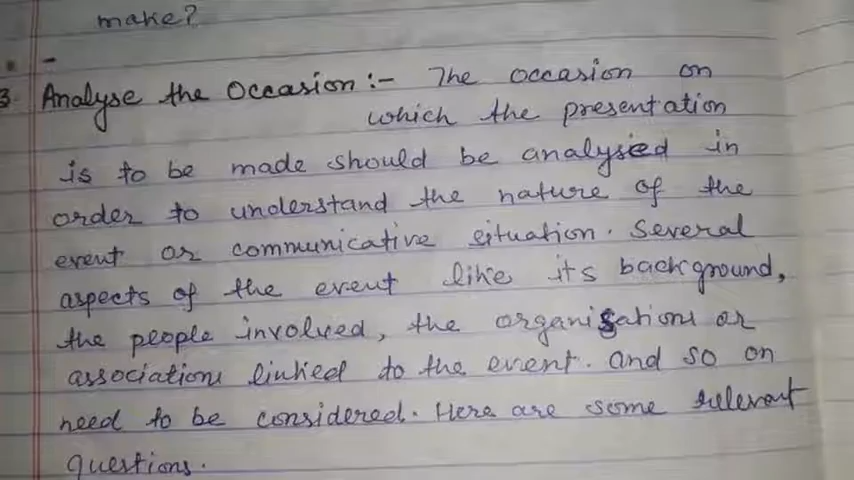 make?
3. Analyse the Occasion :- The occasion on
which the presentation
is to be made should be analysed in
order to understand the nature of the
event or communicative situation. Several
aspects of the event like its background,
the people involved, the organisations or
associations linked to the event. and so on
need to be considered. Here are some relevant
questions.